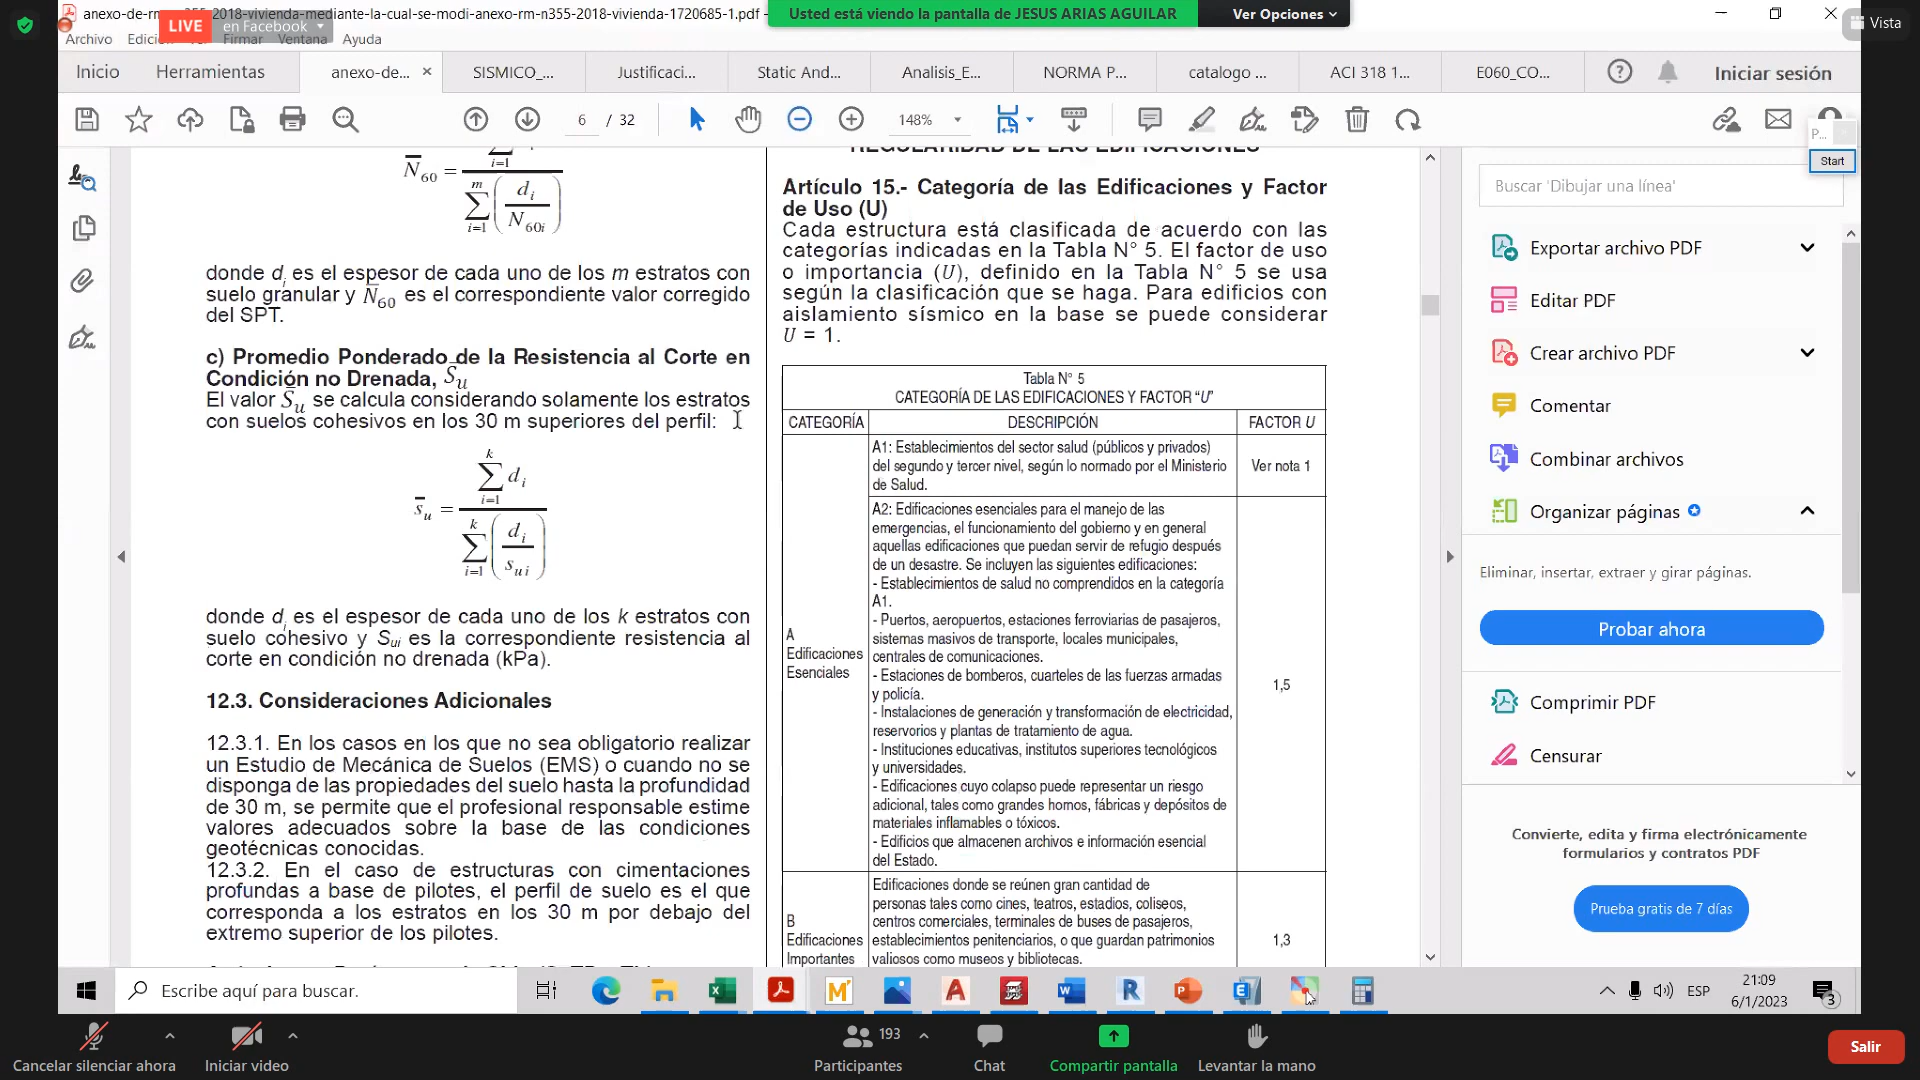 anexo-de-rm-n355-2018-vivienda-mediante-la-cual-se-modi-anexo-rm-n355-2018-vivienda-1720685-1.pdf -
LIVE
en Facebook
Usted está viendo la pantalla de JESUS ARIAS AGUILAR
Ver Opciones
Vista
Archivo Edición Ver Firmar Ventana Ayuda
Inicio Herramientas anexo-de... × SISMICO_... Justificaci... Static And... Analisis_E... NORMA P... catalogo ... ACI 318 1... E060_CO... Iniciar sesión
6 / 32
148%
P...
Start
N̅60 = i=1
m
∑ ( di / N60i )
i=1
donde di es el espesor de cada uno de los m estratos con
suelo granular y N̅60 es el correspondiente valor corregido
del SPT.
c) Promedio Ponderado de la Resistencia al Corte en
Condición no Drenada, S̅u
El valor S̅u se calcula considerando solamente los estratos
con suelos cohesivos en los 30 m superiores del perfil:
k
∑ di
i=1
s̅u =
k
∑ ( di / sui )
i=1
donde di es el espesor de cada uno de los k estratos con
suelo cohesivo y Sui es la correspondiente resistencia al
corte en condición no drenada (kPa).
12.3. Consideraciones Adicionales
12.3.1. En los casos en los que no sea obligatorio realizar
un Estudio de Mecánica de Suelos (EMS) o cuando no se
disponga de las propiedades del suelo hasta la profundidad
de 30 m, se permite que el profesional responsable estime
valores adecuados sobre la base de las condiciones
geotécnicas conocidas.
12.3.2. En el caso de estructuras con cimentaciones
profundas a base de pilotes, el perfil de suelo es el que
corresponda a los estratos en los 30 m por debajo del
extremo superior de los pilotes.
REGULARIDAD DE LAS EDIFICACIONES
Artículo 15.- Categoría de las Edificaciones y Factor
de Uso (U)
Cada estructura está clasificada de acuerdo con las
categorías indicadas en la Tabla N° 5. El factor de uso
o importancia (U), definido en la Tabla N° 5 se usa
según la clasificación que se haga. Para edificios con
aislamiento sísmico en la base se puede considerar
U = 1.
Tabla N° 5
CATEGORÍA DE LAS EDIFICACIONES Y FACTOR “U”
CATEGORÍA DESCRIPCIÓN FACTOR U
A
Edificaciones
Esenciales
A1: Establecimientos del sector salud (públicos y privados)
del segundo y tercer nivel, según lo normado por el Ministerio
de Salud.
Ver nota 1
A2: Edificaciones esenciales para el manejo de las
emergencias, el funcionamiento del gobierno y en general
aquellas edificaciones que puedan servir de refugio después
de un desastre. Se incluyen las siguientes edificaciones:
- Establecimientos de salud no comprendidos en la categoría
A1.
- Puertos, aeropuertos, estaciones ferroviarias de pasajeros,
sistemas masivos de transporte, locales municipales,
centrales de comunicaciones.
- Estaciones de bomberos, cuarteles de las fuerzas armadas
y policía.
- Instalaciones de generación y transformación de electricidad,
reservorios y plantas de tratamiento de agua.
- Instituciones educativas, institutos superiores tecnológicos
y universidades.
- Edificaciones cuyo colapso puede representar un riesgo
adicional, tales como grandes hornos, fábricas y depósitos de
materiales inflamables o tóxicos.
- Edificios que almacenen archivos e información esencial
del Estado.
1,5
B
Edificaciones
Importantes
Edificaciones donde se reúnen gran cantidad de
personas tales como cines, teatros, estadios, coliseos,
centros comerciales, terminales de buses de pasajeros,
establecimientos penitenciarios, o que guardan patrimonios
valiosos como museos y bibliotecas.
1,3
Buscar 'Dibujar una línea'
Exportar archivo PDF
Editar PDF
Crear archivo PDF
Comentar
Combinar archivos
Organizar páginas
Eliminar, insertar, extraer y girar páginas.
Probar ahora
Comprimir PDF
Censurar
Convierte, edita y firma electrónicamente
formularios y contratos PDF
Prueba gratis de 7 días
Escribe aquí para buscar.
ESP
21:09
6/1/2023
3
Cancelar silenciar ahora
Iniciar video
193
Participantes
Chat
Compartir pantalla
Levantar la mano
Salir